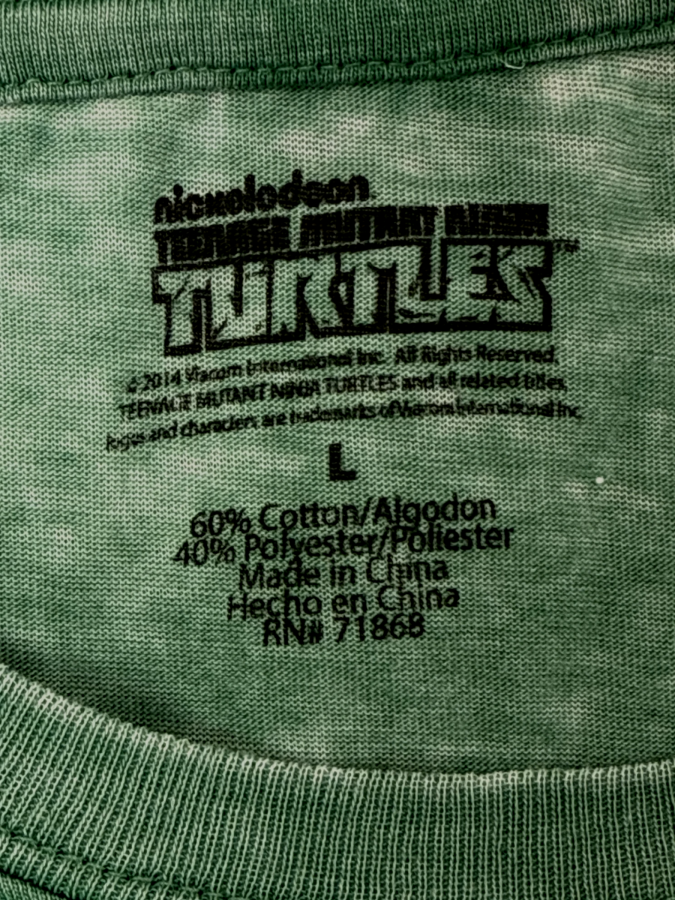 nickelodeon
TEENAGE MUTANT NINJA
TURTLES™
© 2014 Viacom International Inc. All Rights Reserved.
TEENAGE MUTANT NINJA TURTLES and all related titles,
logos and characters are trademarks of Viacom International Inc.
L
60% Cotton/Algodon
40% Polyester/Poliester
Made in China
Hecho en China
RN# 71868